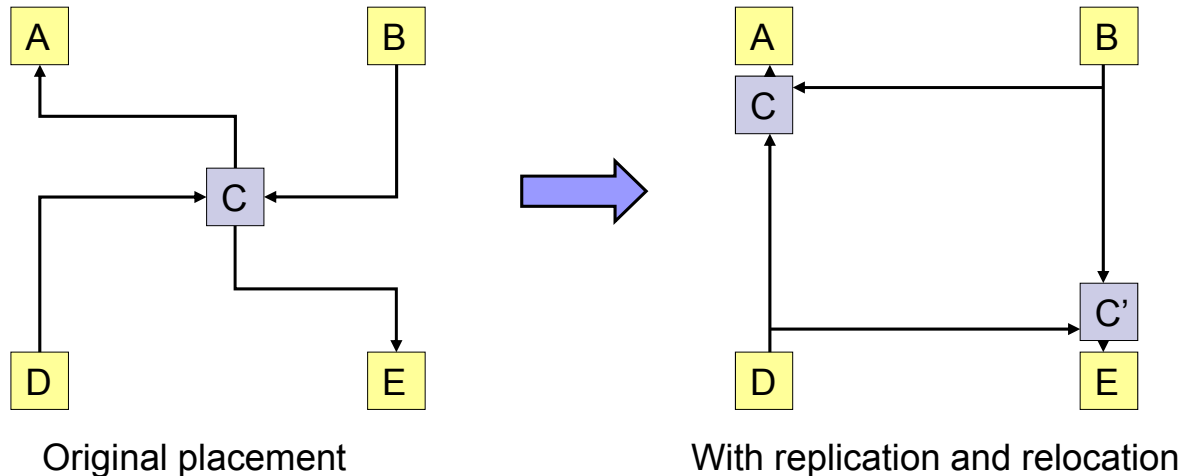 A B A B
C C
C'
D E D E
Original placement With replication and relocation